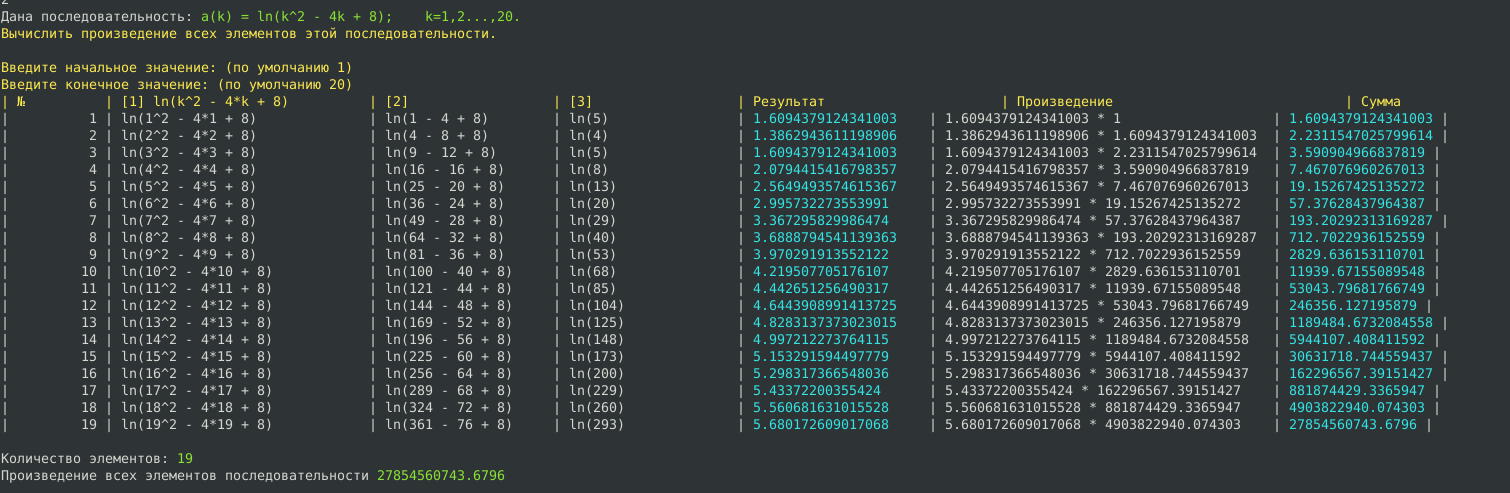 2
Дана последовательность: a(k) = ln(k^2 - 4k + 8);    k=1,2...,20.
Вычислить произведение всех элементов этой последовательности.
Введите начальное значение: (по умолчанию 1)
Введите конечное значение: (по умолчанию 20)
| № | [1] ln(k^2 - 4*k + 8) | [2] | [3] | Результат | Произведение | Сумма
| 1 | ln(1^2 - 4*1 + 8) | ln(1 - 4 + 8) | ln(5) | 1.6094379124341003 | 1.6094379124341003 * 1 | 1.6094379124341003 |
| 2 | ln(2^2 - 4*2 + 8) | ln(4 - 8 + 8) | ln(4) | 1.3862943611198906 | 1.3862943611198906 * 1.6094379124341003 | 2.2311547025799614 |
| 3 | ln(3^2 - 4*3 + 8) | ln(9 - 12 + 8) | ln(5) | 1.6094379124341003 | 1.6094379124341003 * 2.2311547025799614 | 3.590904966837819 |
| 4 | ln(4^2 - 4*4 + 8) | ln(16 - 16 + 8) | ln(8) | 2.0794415416798357 | 2.0794415416798357 * 3.590904966837819 | 7.467076960267013 |
| 5 | ln(5^2 - 4*5 + 8) | ln(25 - 20 + 8) | ln(13) | 2.5649493574615367 | 2.5649493574615367 * 7.467076960267013 | 19.15267425135272 |
| 6 | ln(6^2 - 4*6 + 8) | ln(36 - 24 + 8) | ln(20) | 2.995732273553991 | 2.995732273553991 * 19.15267425135272 | 57.37628437964387 |
| 7 | ln(7^2 - 4*7 + 8) | ln(49 - 28 + 8) | ln(29) | 3.367295829986474 | 3.367295829986474 * 57.37628437964387 | 193.20292313169287 |
| 8 | ln(8^2 - 4*8 + 8) | ln(64 - 32 + 8) | ln(40) | 3.6888794541139363 | 3.6888794541139363 * 193.20292313169287 | 712.7022936152559 |
| 9 | ln(9^2 - 4*9 + 8) | ln(81 - 36 + 8) | ln(53) | 3.970291913552122 | 3.970291913552122 * 712.7022936152559 | 2829.636153110701 |
| 10 | ln(10^2 - 4*10 + 8) | ln(100 - 40 + 8) | ln(68) | 4.219507705176107 | 4.219507705176107 * 2829.636153110701 | 11939.67155089548 |
| 11 | ln(11^2 - 4*11 + 8) | ln(121 - 44 + 8) | ln(85) | 4.442651256490317 | 4.442651256490317 * 11939.67155089548 | 53043.79681766749 |
| 12 | ln(12^2 - 4*12 + 8) | ln(144 - 48 + 8) | ln(104) | 4.6443908991413725 | 4.6443908991413725 * 53043.79681766749 | 246356.127195879 |
| 13 | ln(13^2 - 4*13 + 8) | ln(169 - 52 + 8) | ln(125) | 4.8283137373023015 | 4.8283137373023015 * 246356.127195879 | 1189484.6732084558 |
| 14 | ln(14^2 - 4*14 + 8) | ln(196 - 56 + 8) | ln(148) | 4.997212273764115 | 4.997212273764115 * 1189484.6732084558 | 5944107.408411592 |
| 15 | ln(15^2 - 4*15 + 8) | ln(225 - 60 + 8) | ln(173) | 5.153291594497779 | 5.153291594497779 * 5944107.408411592 | 30631718.744559437 |
| 16 | ln(16^2 - 4*16 + 8) | ln(256 - 64 + 8) | ln(200) | 5.298317366548036 | 5.298317366548036 * 30631718.744559437 | 162296567.39151427 |
| 17 | ln(17^2 - 4*17 + 8) | ln(289 - 68 + 8) | ln(229) | 5.43372200355424 | 5.43372200355424 * 162296567.39151427 | 881874429.3365947 |
| 18 | ln(18^2 - 4*18 + 8) | ln(324 - 72 + 8) | ln(260) | 5.560681631015528 | 5.560681631015528 * 881874429.3365947 | 4903822940.074303 |
| 19 | ln(19^2 - 4*19 + 8) | ln(361 - 76 + 8) | ln(293) | 5.680172609017068 | 5.680172609017068 * 4903822940.074303 | 27854560743.6796 |
Количество элементов: 19
Произведение всех элементов последовательности 27854560743.6796